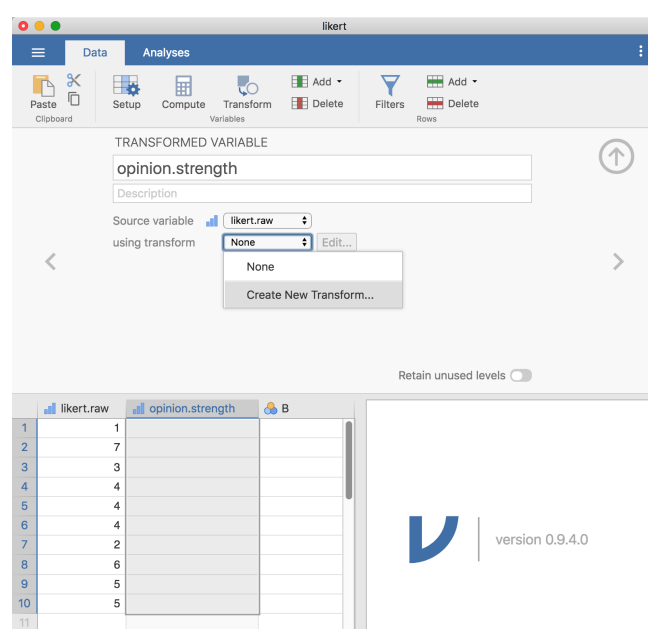 likert
Data Analyses
Paste Setup Compute Transform Add Delete Filters Add Delete
Clipboard Variables Rows
TRANSFORMED VARIABLE
opinion.strength
Description
Source variable likert.raw
using transform None Edit...
None
Create New Transform...
Retain unused levels
likert.raw opinion.strength B
1 1
2 7
3 3
4 4
5 4
6 4
7 2
8 6
9 5
10 5
11
version 0.9.4.0